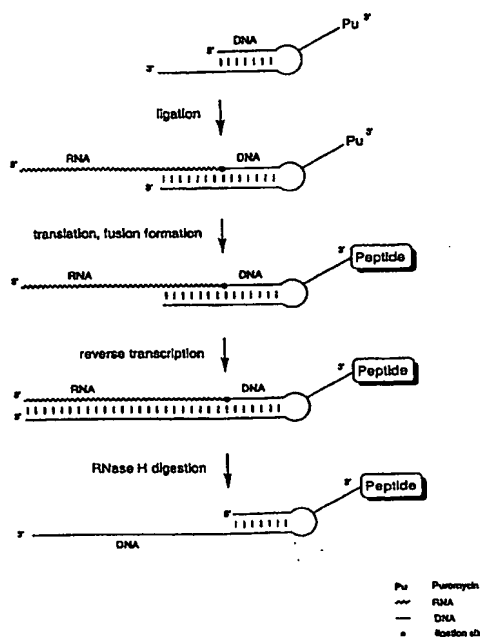 Pu 3'
5' DNA
3'
ligation
Pu 3'
5' RNA DNA
3'
translation, fusion formation
3' Peptide
5' RNA DNA
reverse transcription
3' Peptide
5' RNA DNA
3'
RNase H digestion
3' Peptide
5'
3' DNA
Pu Puromycin
RNA
DNA
ligation